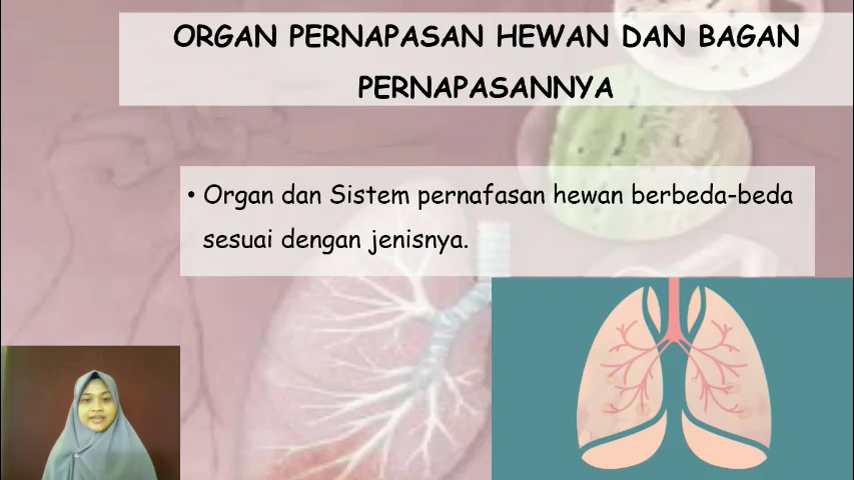 ORGAN PERNAPASAN HEWAN DAN BAGAN
PERNAPASANNYA
• Organ dan Sistem pernafasan hewan berbeda-beda
sesuai dengan jenisnya.